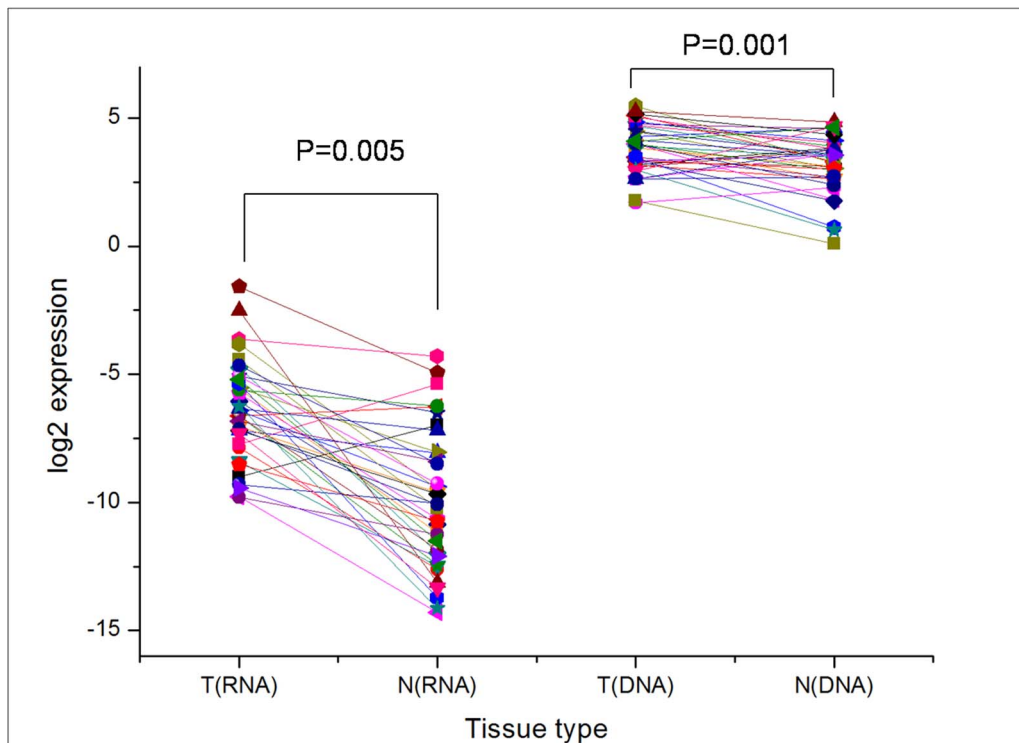 P=0.001
P=0.005
5
0
-5
-10
-15
log2 expression
T(RNA) N(RNA) T(DNA) N(DNA)
Tissue type